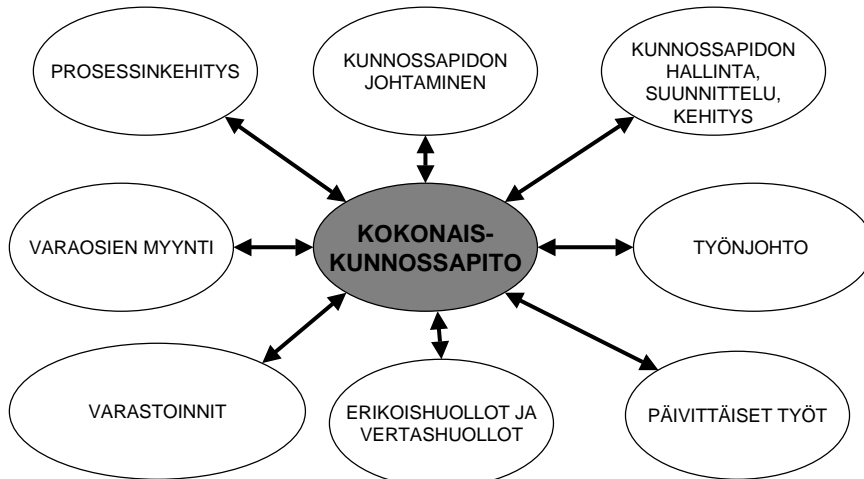 PROSESSINKEHITYS
KUNNOSSAPIDON
JOHTAMINEN
KUNNOSSAPIDON
HALLINTA,
SUUNNITTELU,
KEHITYS
VARAOSIEN MYYNTI
KOKONAIS-
KUNNOSSAPITO
TYÖNJOHTO
VARASTOINNIT
ERIKOISHUOLLOT JA
VERTASHUOLLOT
PÄIVITTÄISET TYÖT